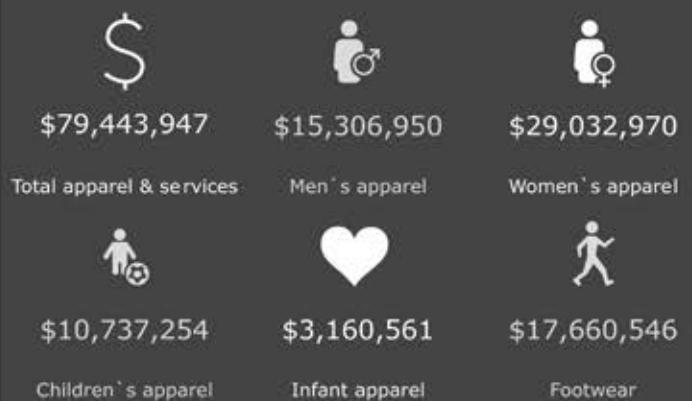 $79,443,947
$15,306,950
$29,032,970
Total apparel & services
Men`s apparel
Women`s apparel
$10,737,254
$3,160,561
$17,660,546
Children`s apparel
Infant apparel
Footwear